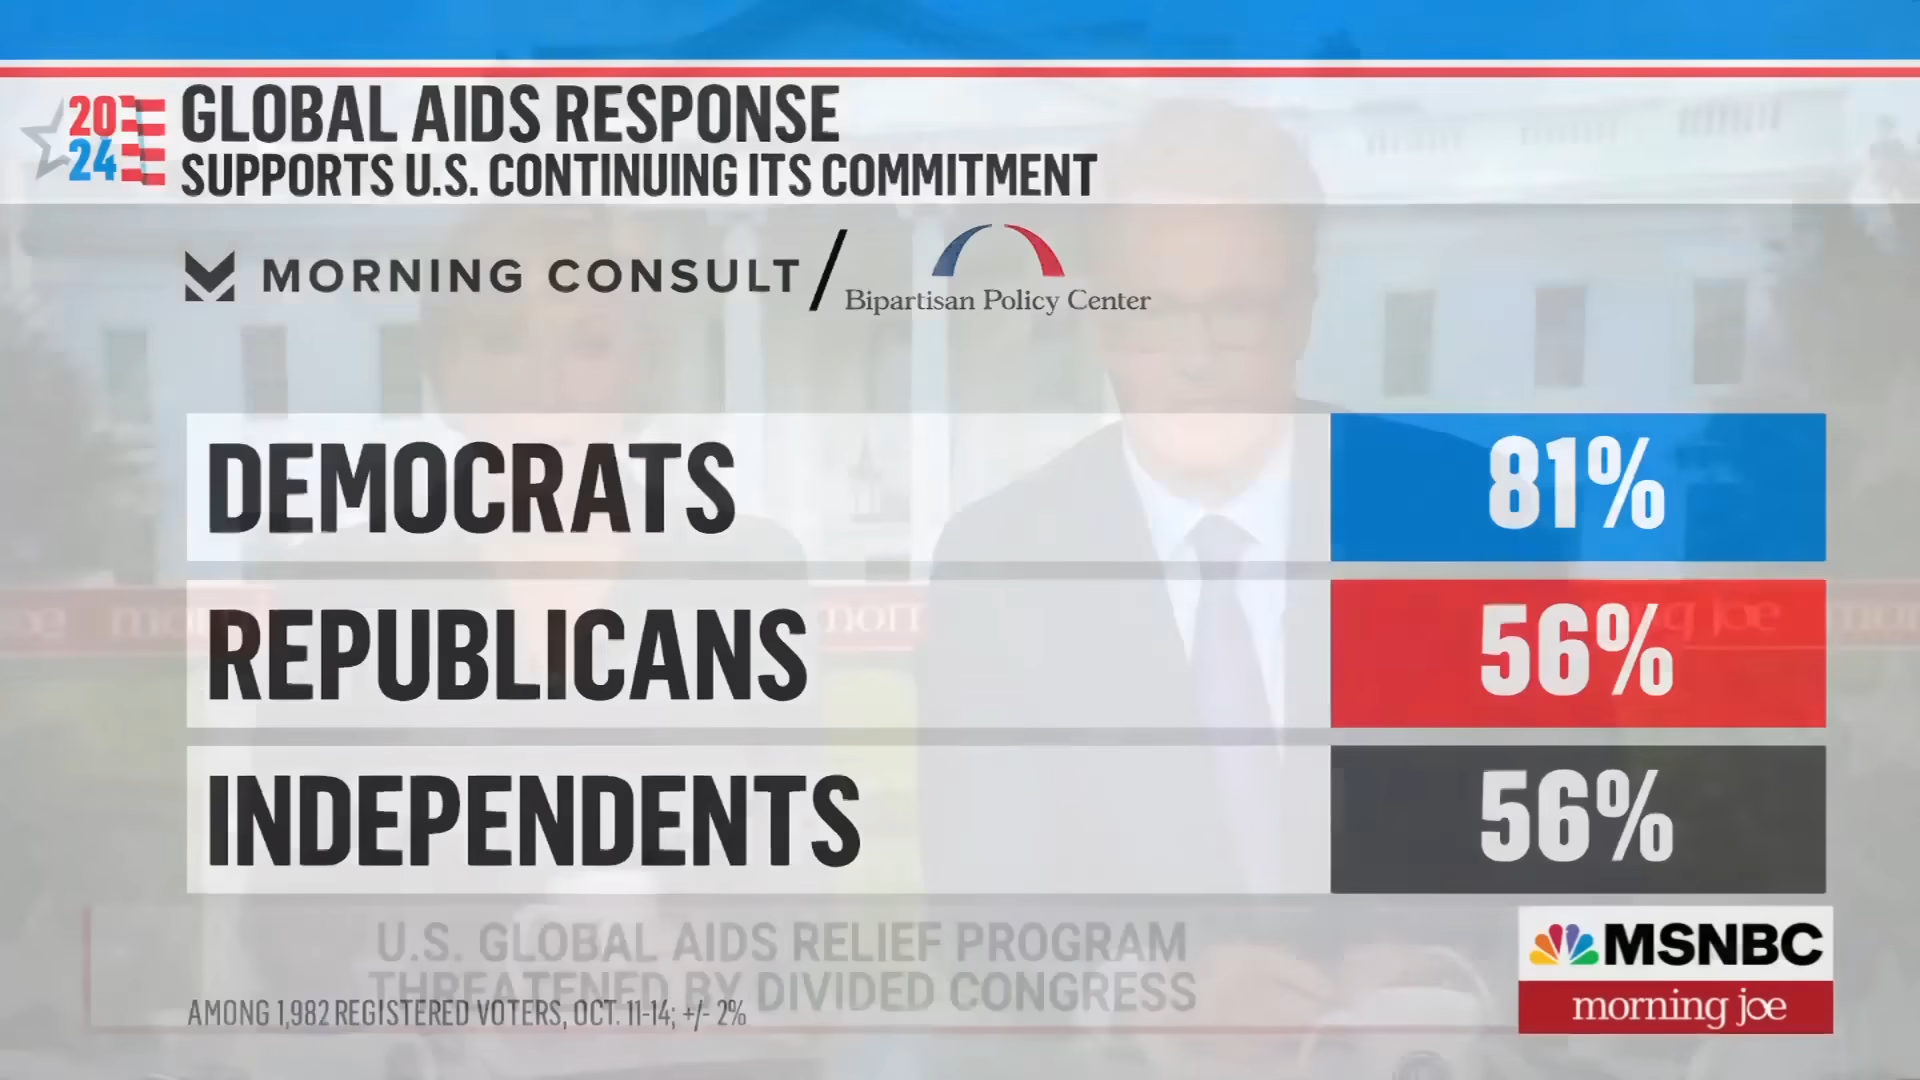 20
24
GLOBAL AIDS RESPONSE
SUPPORTS U.S. CONTINUING ITS COMMITMENT
MORNING CONSULT / Bipartisan Policy Center
DEMOCRATS 81%
REPUBLICANS 56%
INDEPENDENTS 56%
U.S. GLOBAL AIDS RELIEF PROGRAM
THREATENED BY DIVIDED CONGRESS
AMONG 1,982 REGISTERED VOTERS, OCT. 11-14; +/- 2%
MSNBC
morning joe